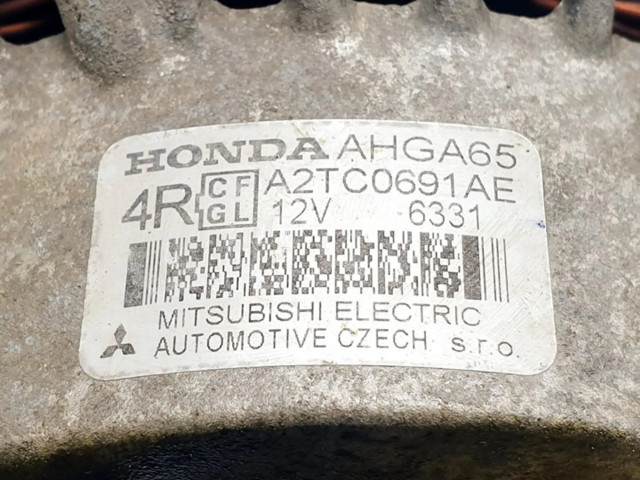 HONDA AHGA65
4R CF GL A2TC0691AE
12V 6331
MITSUBISHI ELECTRIC
AUTOMOTIVE CZECH s.r.o.